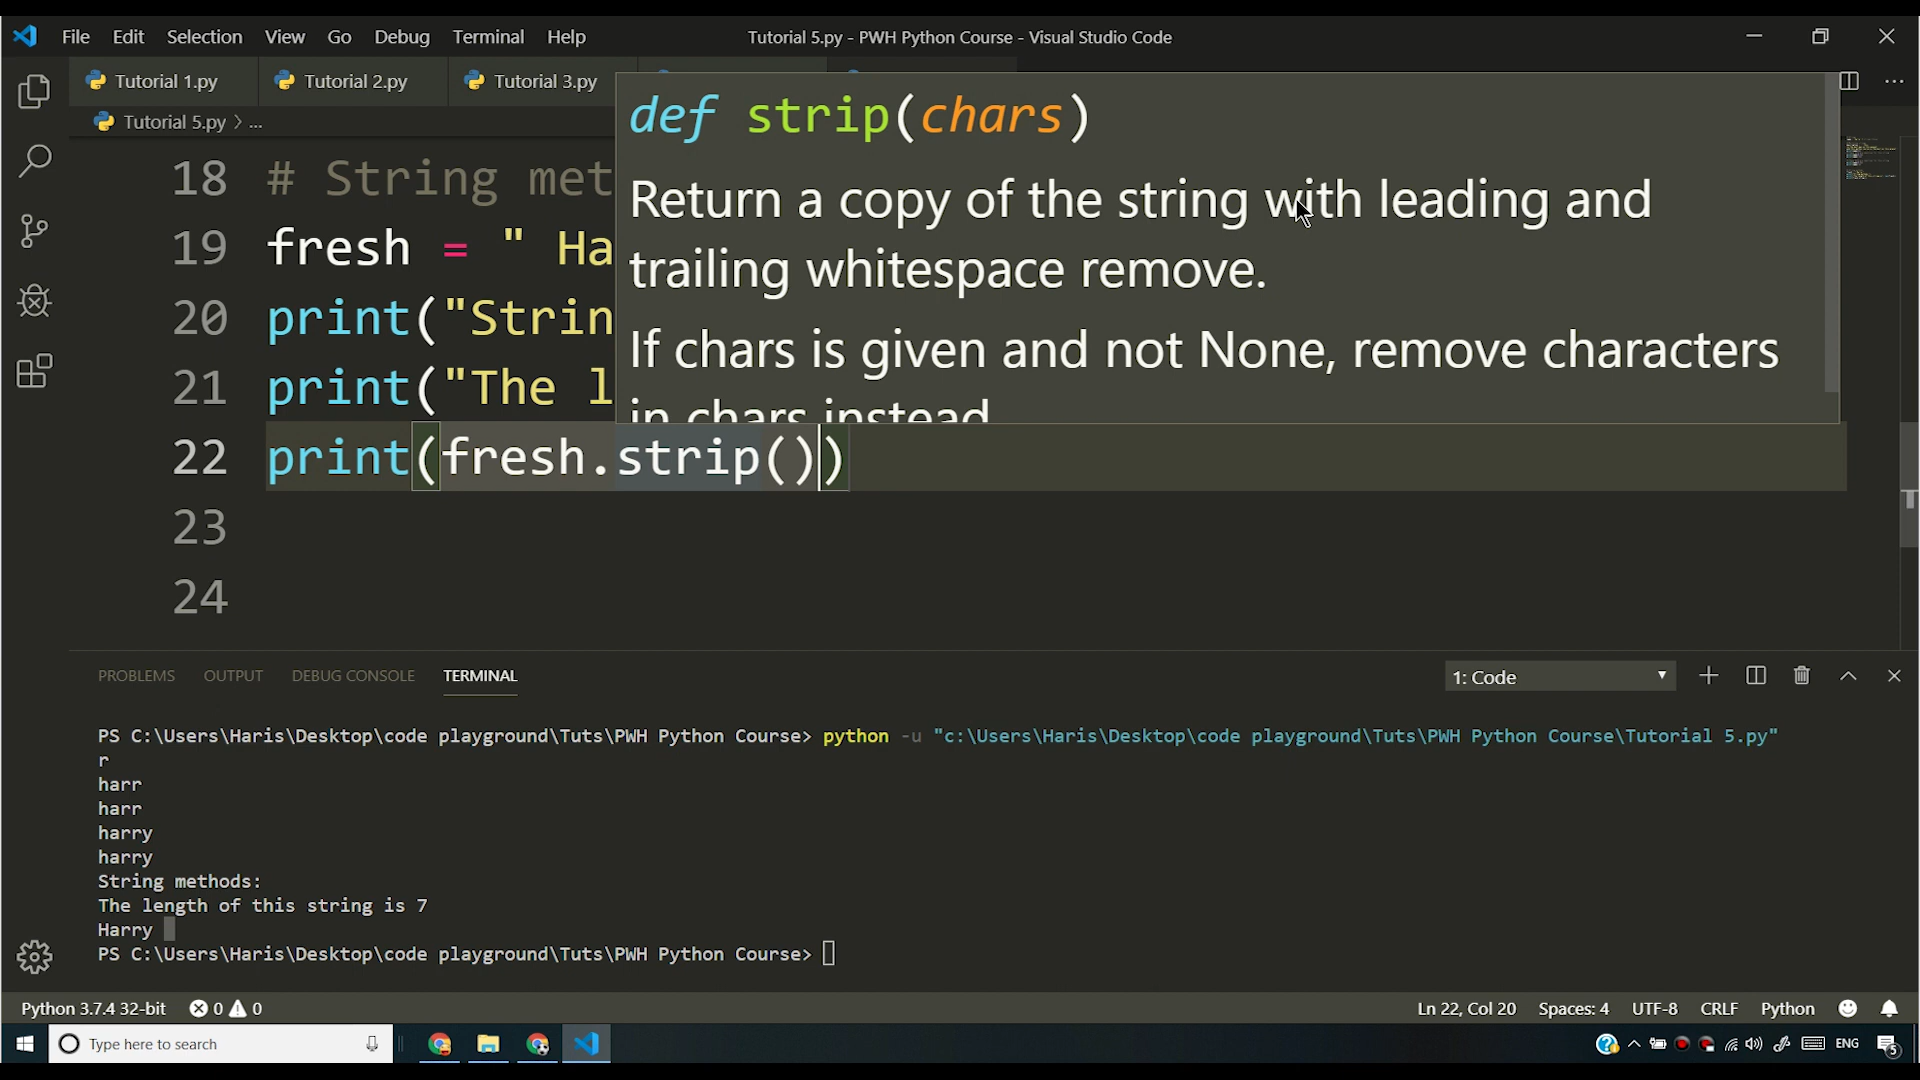 File Edit Selection View Go Debug Terminal Help Tutorial 5.py - PWH Python Course - Visual Studio Code
Tutorial 1.py Tutorial 2.py Tutorial 3.py
Tutorial 5.py > ...
def strip(chars)
Return a copy of the string with leading and
trailing whitespace remove.
If chars is given and not None, remove characters
in chars instead
18 # String met
19 fresh = " Ha
20 print("Strin
21 print("The l
22 print(fresh.strip())
23
24
PROBLEMS OUTPUT DEBUG CONSOLE TERMINAL 1: Code
PS C:\Users\Haris\Desktop\code playground\Tuts\PWH Python Course> python -u "c:\Users\Haris\Desktop\code playground\Tuts\PWH Python Course\Tutorial 5.py"
r
harr
harr
harry
harry
String methods:
The length of this string is 7
Harry
PS C:\Users\Haris\Desktop\code playground\Tuts\PWH Python Course>
Python 3.7.4 32-bit 0 0 Ln 22, Col 20 Spaces: 4 UTF-8 CRLF Python
Type here to search ENG 5